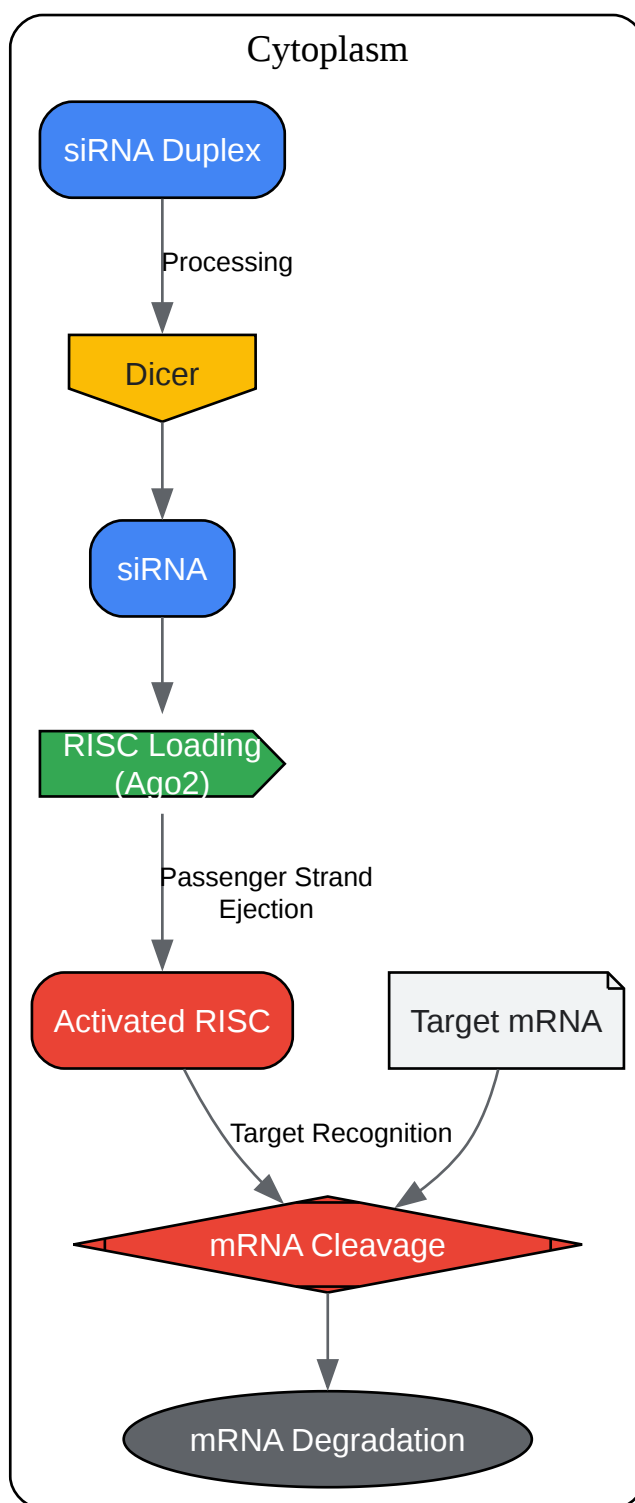 Cytoplasm
siRNA Duplex
Processing
Dicer
siRNA
RISC Loading
(Ago2)
Passenger Strand
Ejection
Activated RISC
Target mRNA
Target Recognition
mRNA Cleavage
mRNA Degradation